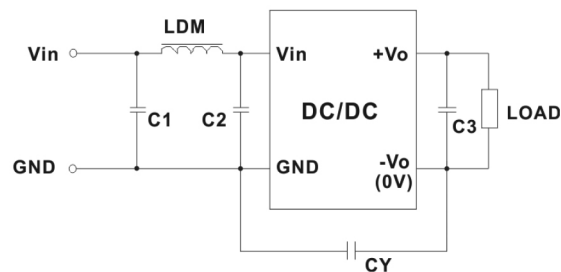 LDM
Vin
Vin
+Vo
C1
C2
DC/DC
C3
LOAD
GND
GND
-Vo
(0V)
CY